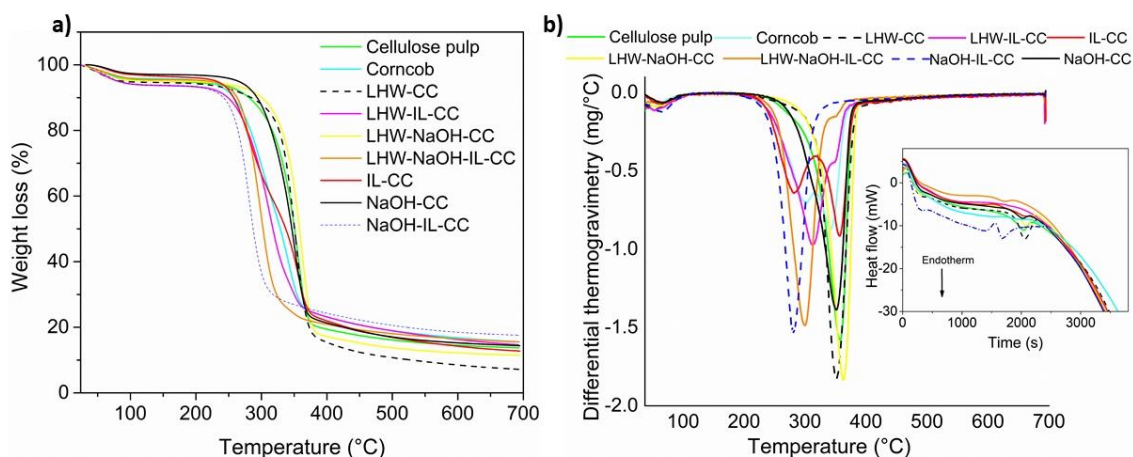 a)
Weight loss (%)
100
80
60
40
20
0
Cellulose pulp
Corncob
LHW-CC
LHW-IL-CC
LHW-NaOH-CC
LHW-NaOH-IL-CC
IL-CC
NaOH-CC
NaOH-IL-CC
100 200 300 400 500 600 700
Temperature (°C)
b)
Cellulose pulp Corncob LHW-CC LHW-IL-CC IL-CC
LHW-NaOH-CC LHW-NaOH-IL-CC NaOH-IL-CC NaOH-CC
Differential thermogravimetry (mg/°C)
0.0
-0.5
-1.0
-1.5
-2.0
100 200 300 400 500 600 700
Temperature (°C)
Heat flow (mW)
0
-10
-20
-30
Endotherm
0 1000 2000 3000
Time (s)